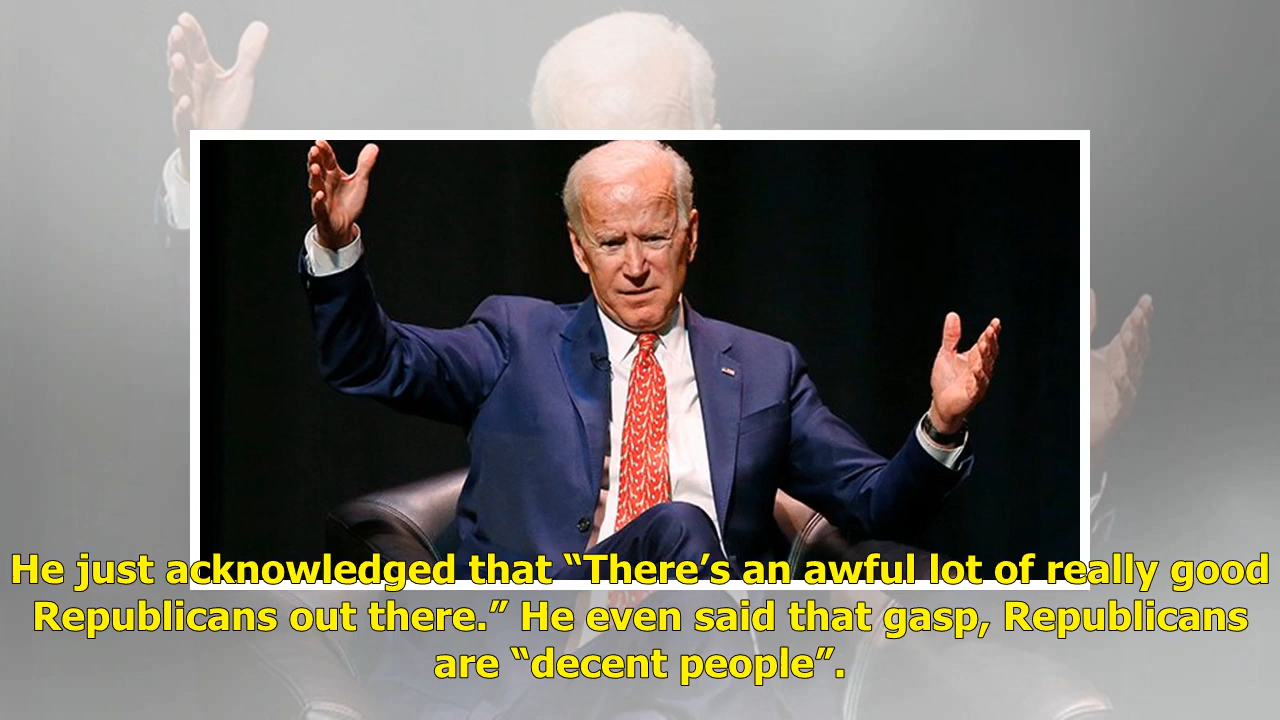 He just acknowledged that “There’s an awful lot of really good
Republicans out there.” He even said that gasp, Republicans
are “decent people”.